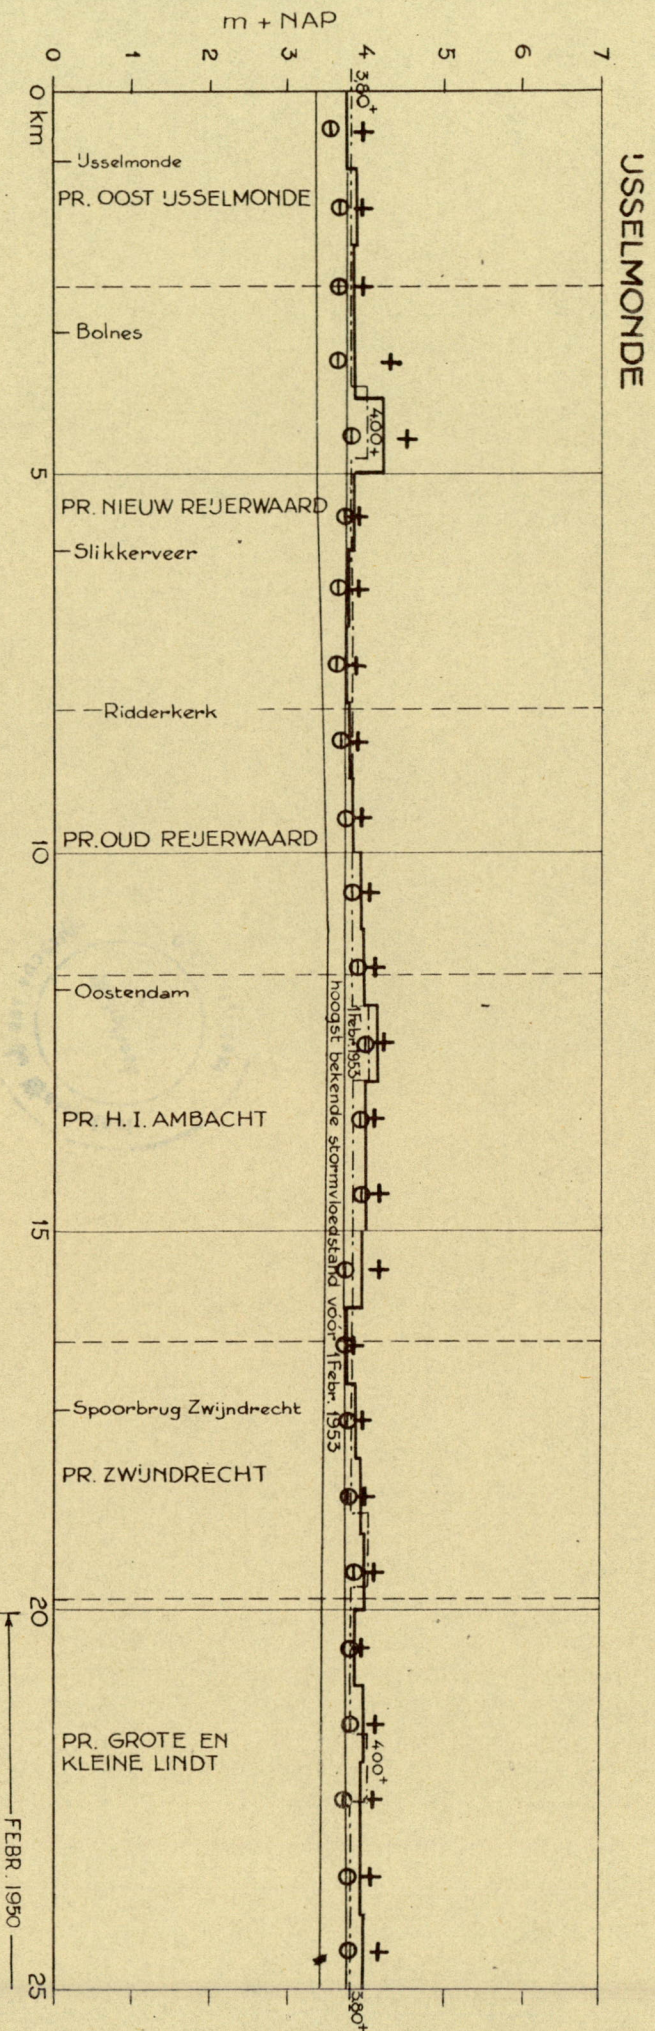 IJSSELMONDE
m + NAP
7
6
5
4
3
2
1
0
0 km
5
10
15
20
25
3.80+
4.00+
1 Febr. 1953
hoogst bekende stormvloedstand vóór 1 Febr. 1953
4.00+
3.80+
IJsselmonde
PR. OOST IJSSELMONDE
Bolnes
PR. NIEUW REIJERWAARD
Slikkerveer
Ridderkerk
PR. OUD REIJERWAARD
Oostendam
PR. H. I. AMBACHT
Spoorbrug Zwijndrecht
PR. ZWIJNDRECHT
PR. GROTE EN
KLEINE LINDT
FEBR. 1950